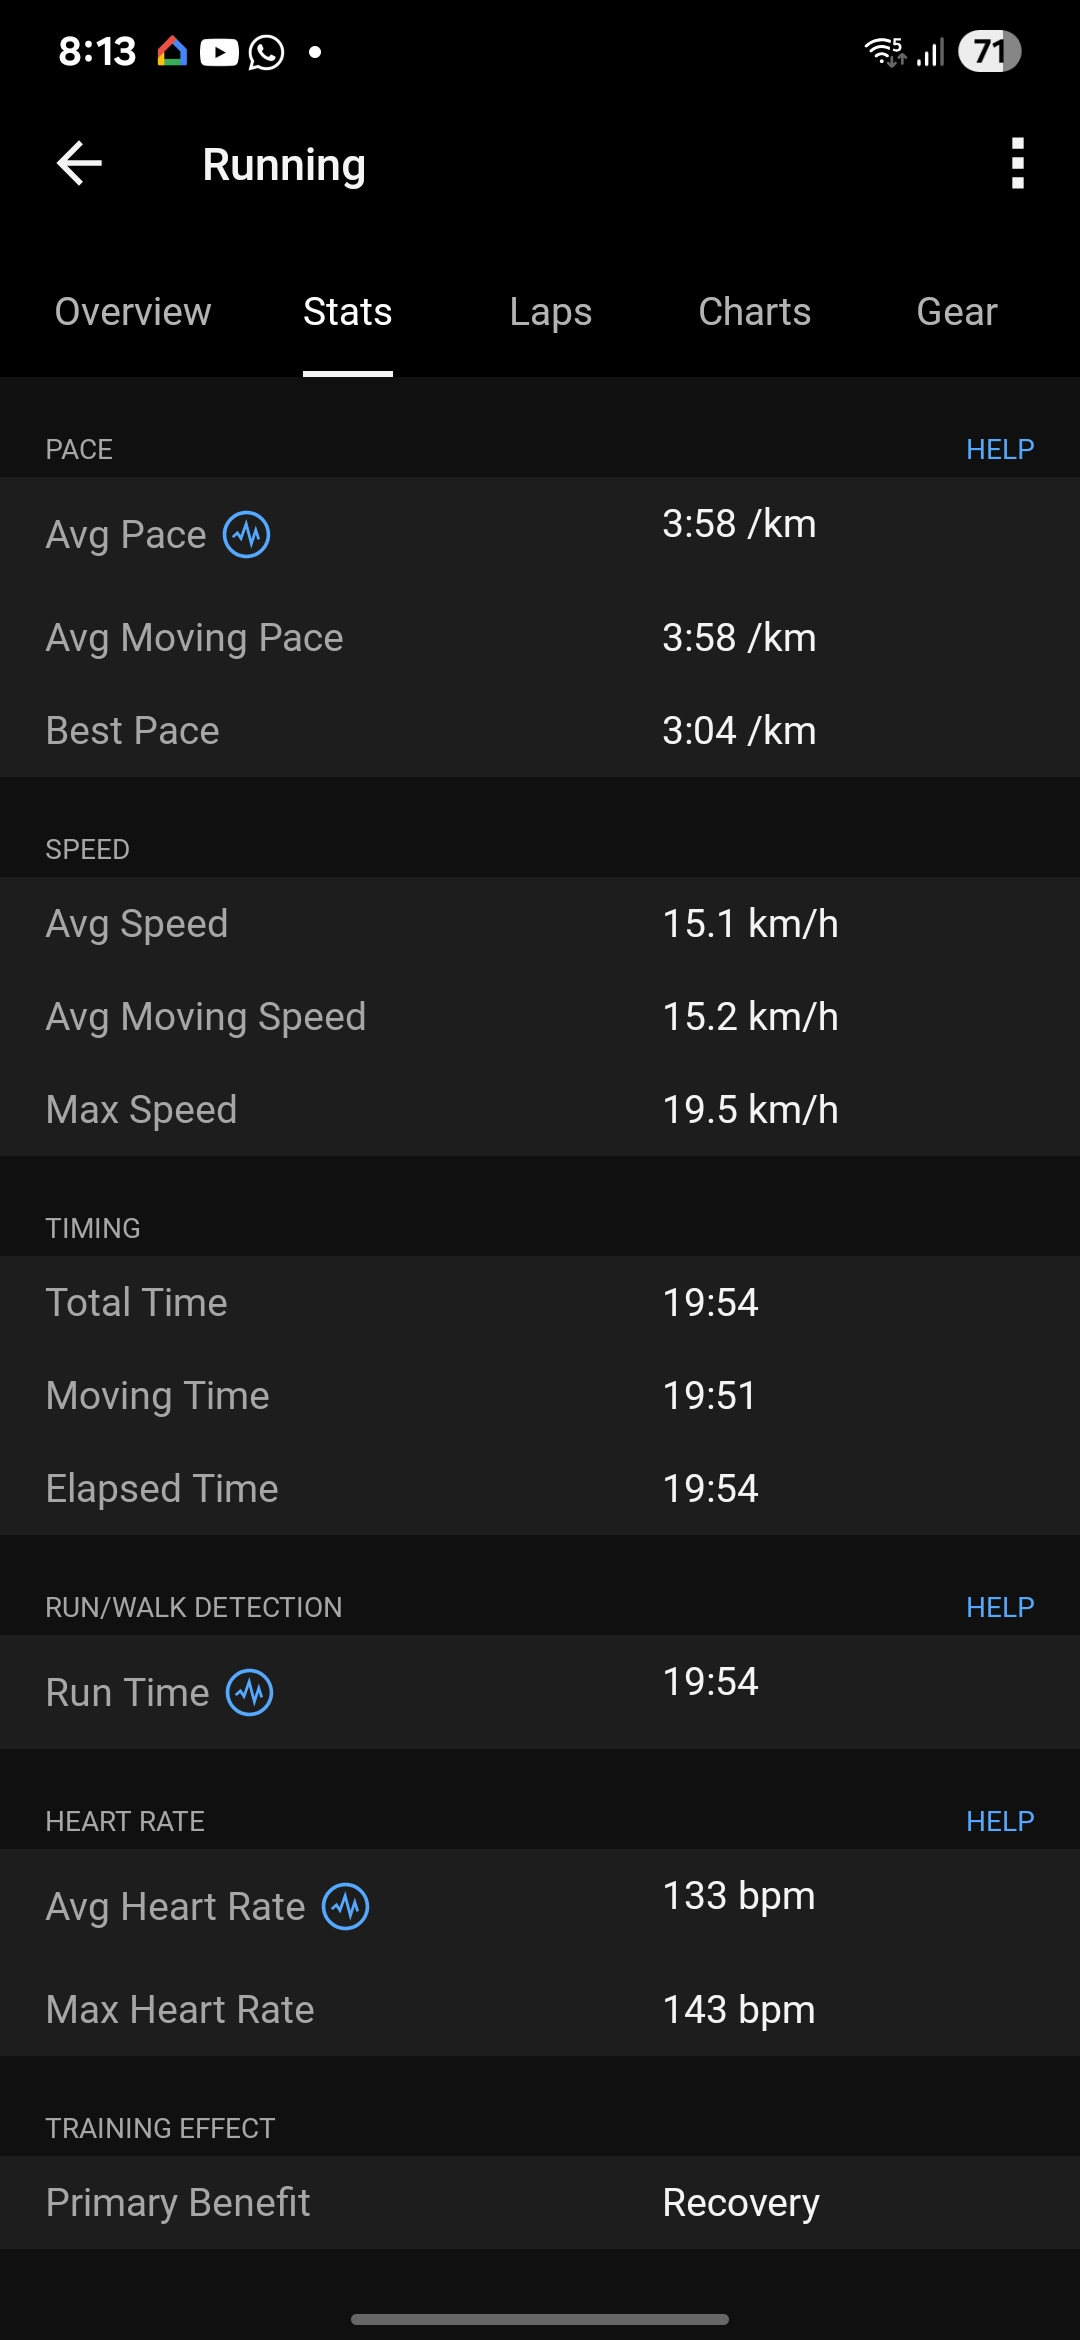 8:13 5 71
Running
Overview Stats Laps Charts Gear
PACE HELP
Avg Pace 3:58 /km
Avg Moving Pace 3:58 /km
Best Pace 3:04 /km
SPEED
Avg Speed 15.1 km/h
Avg Moving Speed 15.2 km/h
Max Speed 19.5 km/h
TIMING
Total Time 19:54
Moving Time 19:51
Elapsed Time 19:54
RUN/WALK DETECTION HELP
Run Time 19:54
HEART RATE HELP
Avg Heart Rate 133 bpm
Max Heart Rate 143 bpm
TRAINING EFFECT
Primary Benefit Recovery